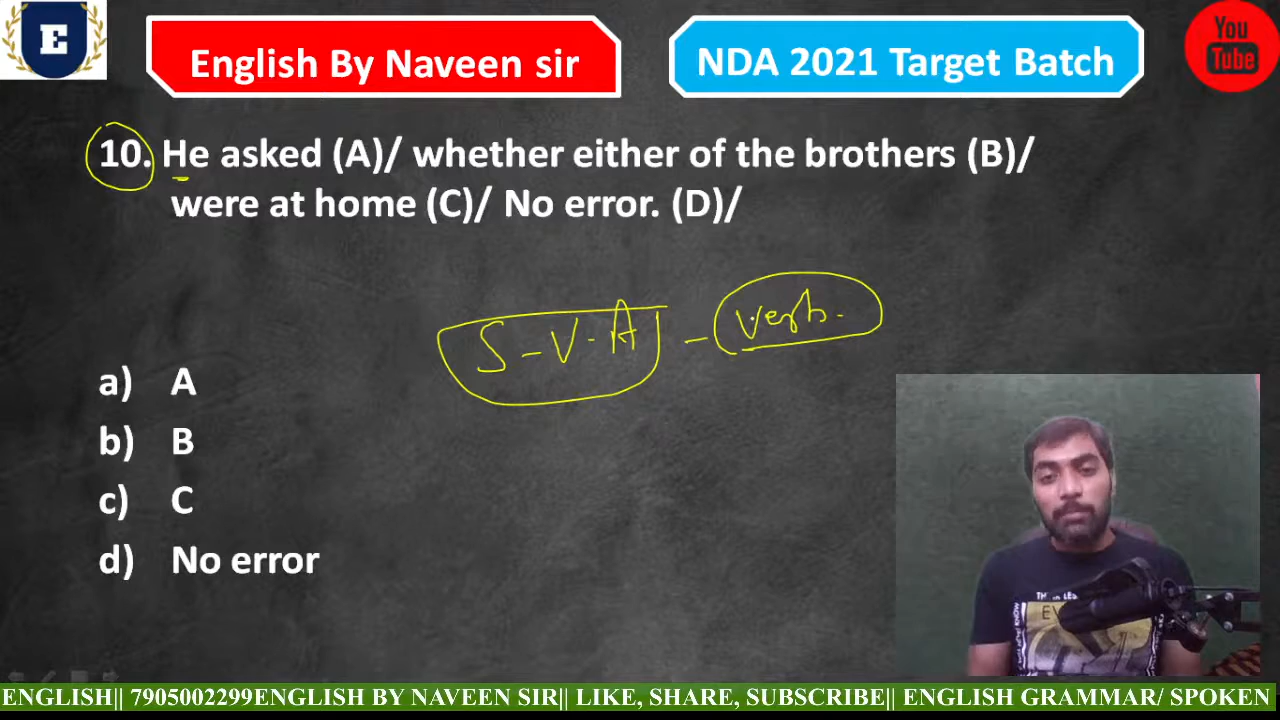 E
English By Naveen sir
NDA 2021 Target Batch
You
Tube
10. He asked (A)/ whether either of the brothers (B)/
were at home (C)/ No error. (D)/
S-V-A - verb.
a) A
b) B
c) C
d) No error
ENGLISH|| 7905002299ENGLISH BY NAVEEN SIR|| LIKE, SHARE, SUBSCRIBE|| ENGLISH GRAMMAR/ SPOKEN